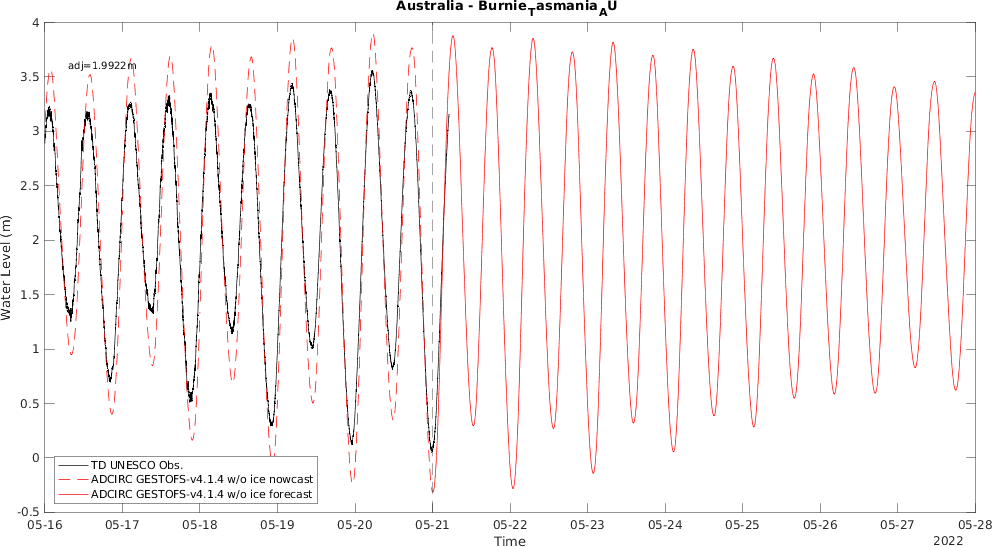 Australia - Burnie_Tasmania_AU
adj=1.9922m
4
3.5
3
2.5
2
1.5
1
0.5
0
-0.5
Water Level (m)
TD UNESCO Obs.
ADCIRC GESTOFS-v4.1.4 w/o ice nowcast
ADCIRC GESTOFS-v4.1.4 w/o ice forecast
05-16 05-17 05-18 05-19 05-20 05-21 05-22 05-23 05-24 05-25 05-26 05-27 05-28
Time
2022